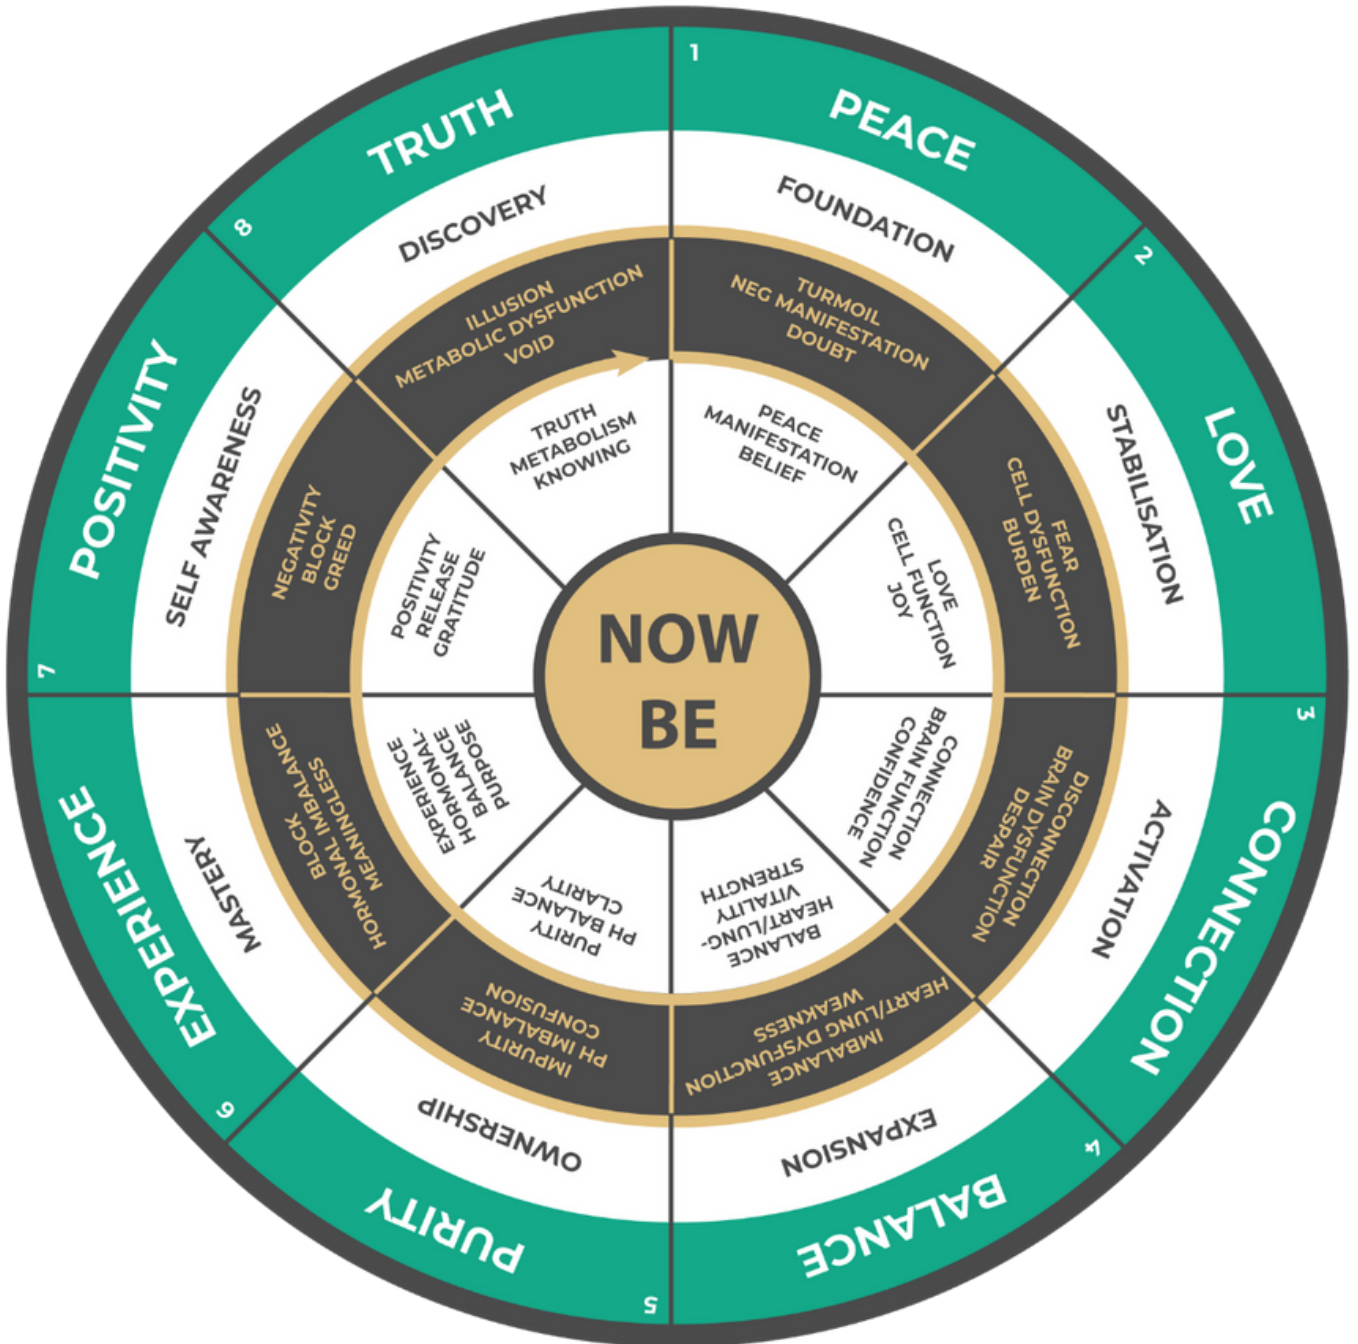 1
PEACE
FOUNDATION
TURMOIL
NEG MANIFESTATION
DOUBT
PEACE
MANIFESTATION
BELIEF
2
LOVE
STABILISATION
FEAR
CELL DYSFUNCTION
BURDEN
LOVE
CELL FUNCTION
JOY
3
CONNECTION
ACTIVATION
DISCONNECTION
BRAIN DYSFUNCTION
DESPAIR
CONNECTION
BRAIN FUNCTION
CONFIDENCE
4
BALANCE
EXPANSION
IMBALANCE
HEART/LUNG DYSFUNCTION
WEAKNESS
BALANCE
HEART/LUNG-
VITALITY
STRENGTH
5
PURITY
OWNERSHIP
IMPURITY
PH IMBALANCE
CONFUSION
PURITY
PH BALANCE
CLARITY
6
EXPERIENCE
MASTERY
BLOCK
HORMONAL IMBALANCE
MEANINGLESS
EXPERIENCE
HORMONAL-
BALANCE
PURPOSE
7
POSITIVITY
SELF AWARENESS
NEGATIVITY
BLOCK
GREED
POSITIVITY
RELEASE
GRATITUDE
8
TRUTH
DISCOVERY
ILLUSION
METABOLIC DYSFUNCTION
VOID
TRUTH
METABOLISM
KNOWING
NOW
BE